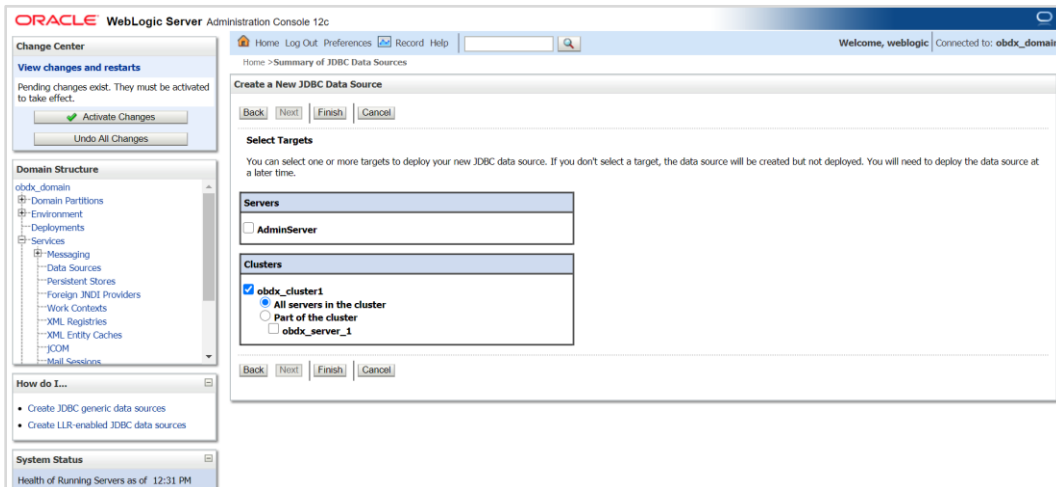 ORACLE WebLogic Server Administration Console 12c
Change Center
View changes and restarts
Pending changes exist. They must be activated
to take effect.
Activate Changes
Undo All Changes
Domain Structure
obdx_domain
Domain Partitions
Environment
Deployments
Services
Messaging
Data Sources
Persistent Stores
Foreign JNDI Providers
Work Contexts
XML Registries
XML Entity Caches
jCOM
Mail Sessions
How do I...
Create JDBC generic data sources
Create LLR-enabled JDBC data sources
System Status
Health of Running Servers as of 12:31 PM
Home Log Out Preferences Record Help
Welcome, weblogic Connected to: obdx_domain
Home >Summary of JDBC Data Sources
Create a New JDBC Data Source
Back Next Finish Cancel
Select Targets
You can select one or more targets to deploy your new JDBC data source. If you don't select a target, the data source will be created but not deployed. You will need to deploy the data source at
a later time.
Servers
AdminServer
Clusters
obdx_cluster1
All servers in the cluster
Part of the cluster
obdx_server_1
Back Next Finish Cancel